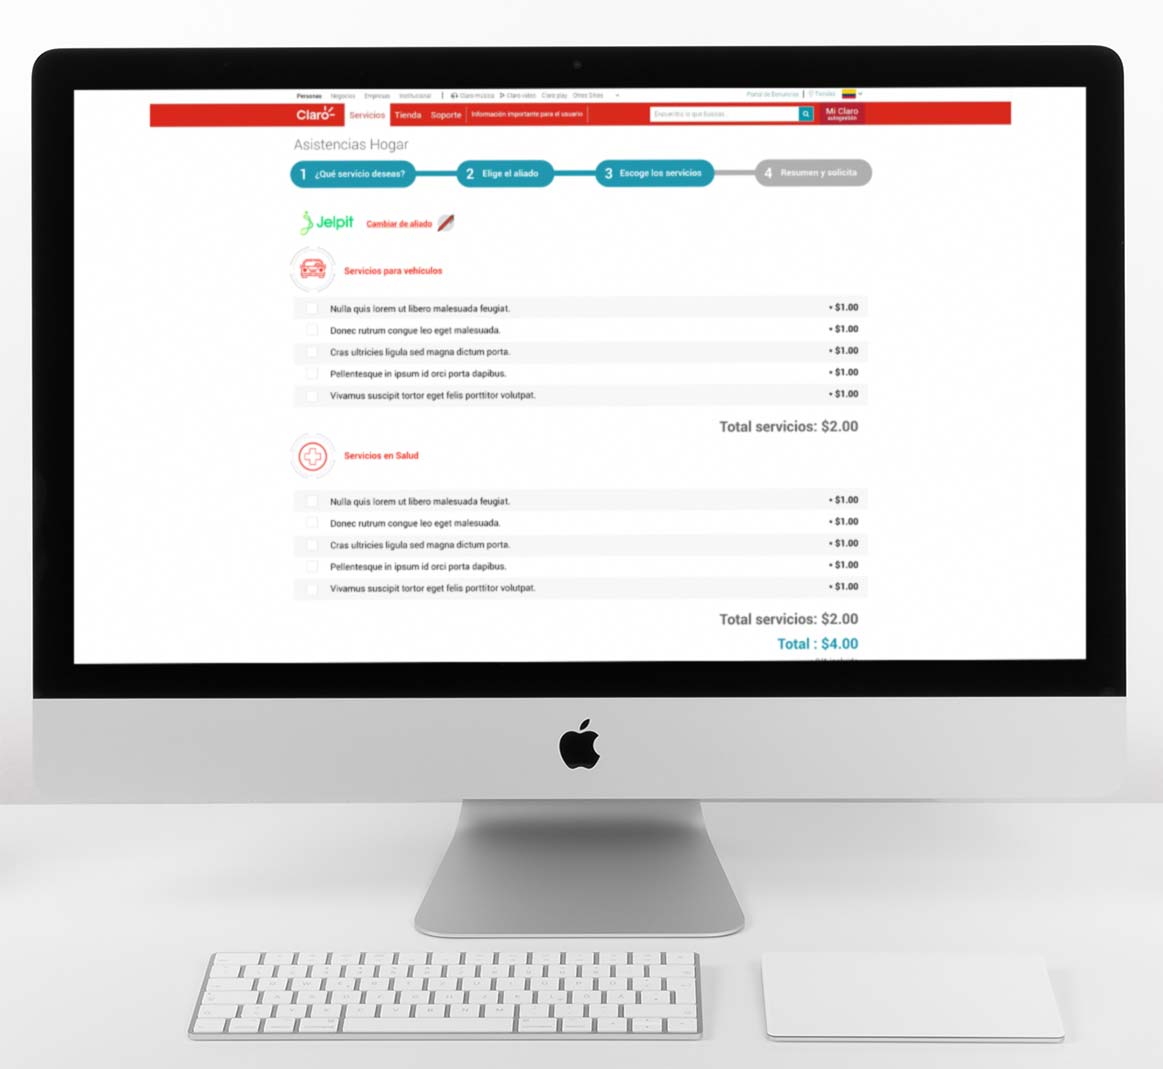 Personas Negocios Empresas Institucional | Claro música Claro video Claro play Otros Sitios Portal de Denuncias | Tiendas
Claro Servicios Tienda Soporte Información importante para el usuario Encuentra lo que buscas... Mi Claro
autogestión
Asistencias Hogar
1 ¿Qué servicio deseas? 2 Elige el aliado 3 Escoge los servicios 4 Resumen y solicita
Jelpit Cambiar de aliado
Servicios para vehículos
Nulla quis lorem ut libero malesuada feugiat. • $1.00
Donec rutrum congue leo eget malesuada. • $1.00
Cras ultricies ligula sed magna dictum porta. • $1.00
Pellentesque in ipsum id orci porta dapibus. • $1.00
Vivamus suscipit tortor eget felis porttitor volutpat. • $1.00
Total servicios: $2.00
Servicios en Salud
Nulla quis lorem ut libero malesuada feugiat. • $1.00
Donec rutrum congue leo eget malesuada. • $1.00
Cras ultricies ligula sed magna dictum porta. • $1.00
Pellentesque in ipsum id orci porta dapibus. • $1.00
Vivamus suscipit tortor eget felis porttitor volutpat. • $1.00
Total servicios: $2.00
Total : $4.00